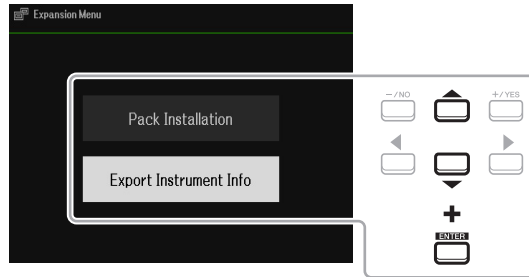 Expansion Menu
Pack Installation
Export Instrument Info
-/NO
+/YES
+
ENTER